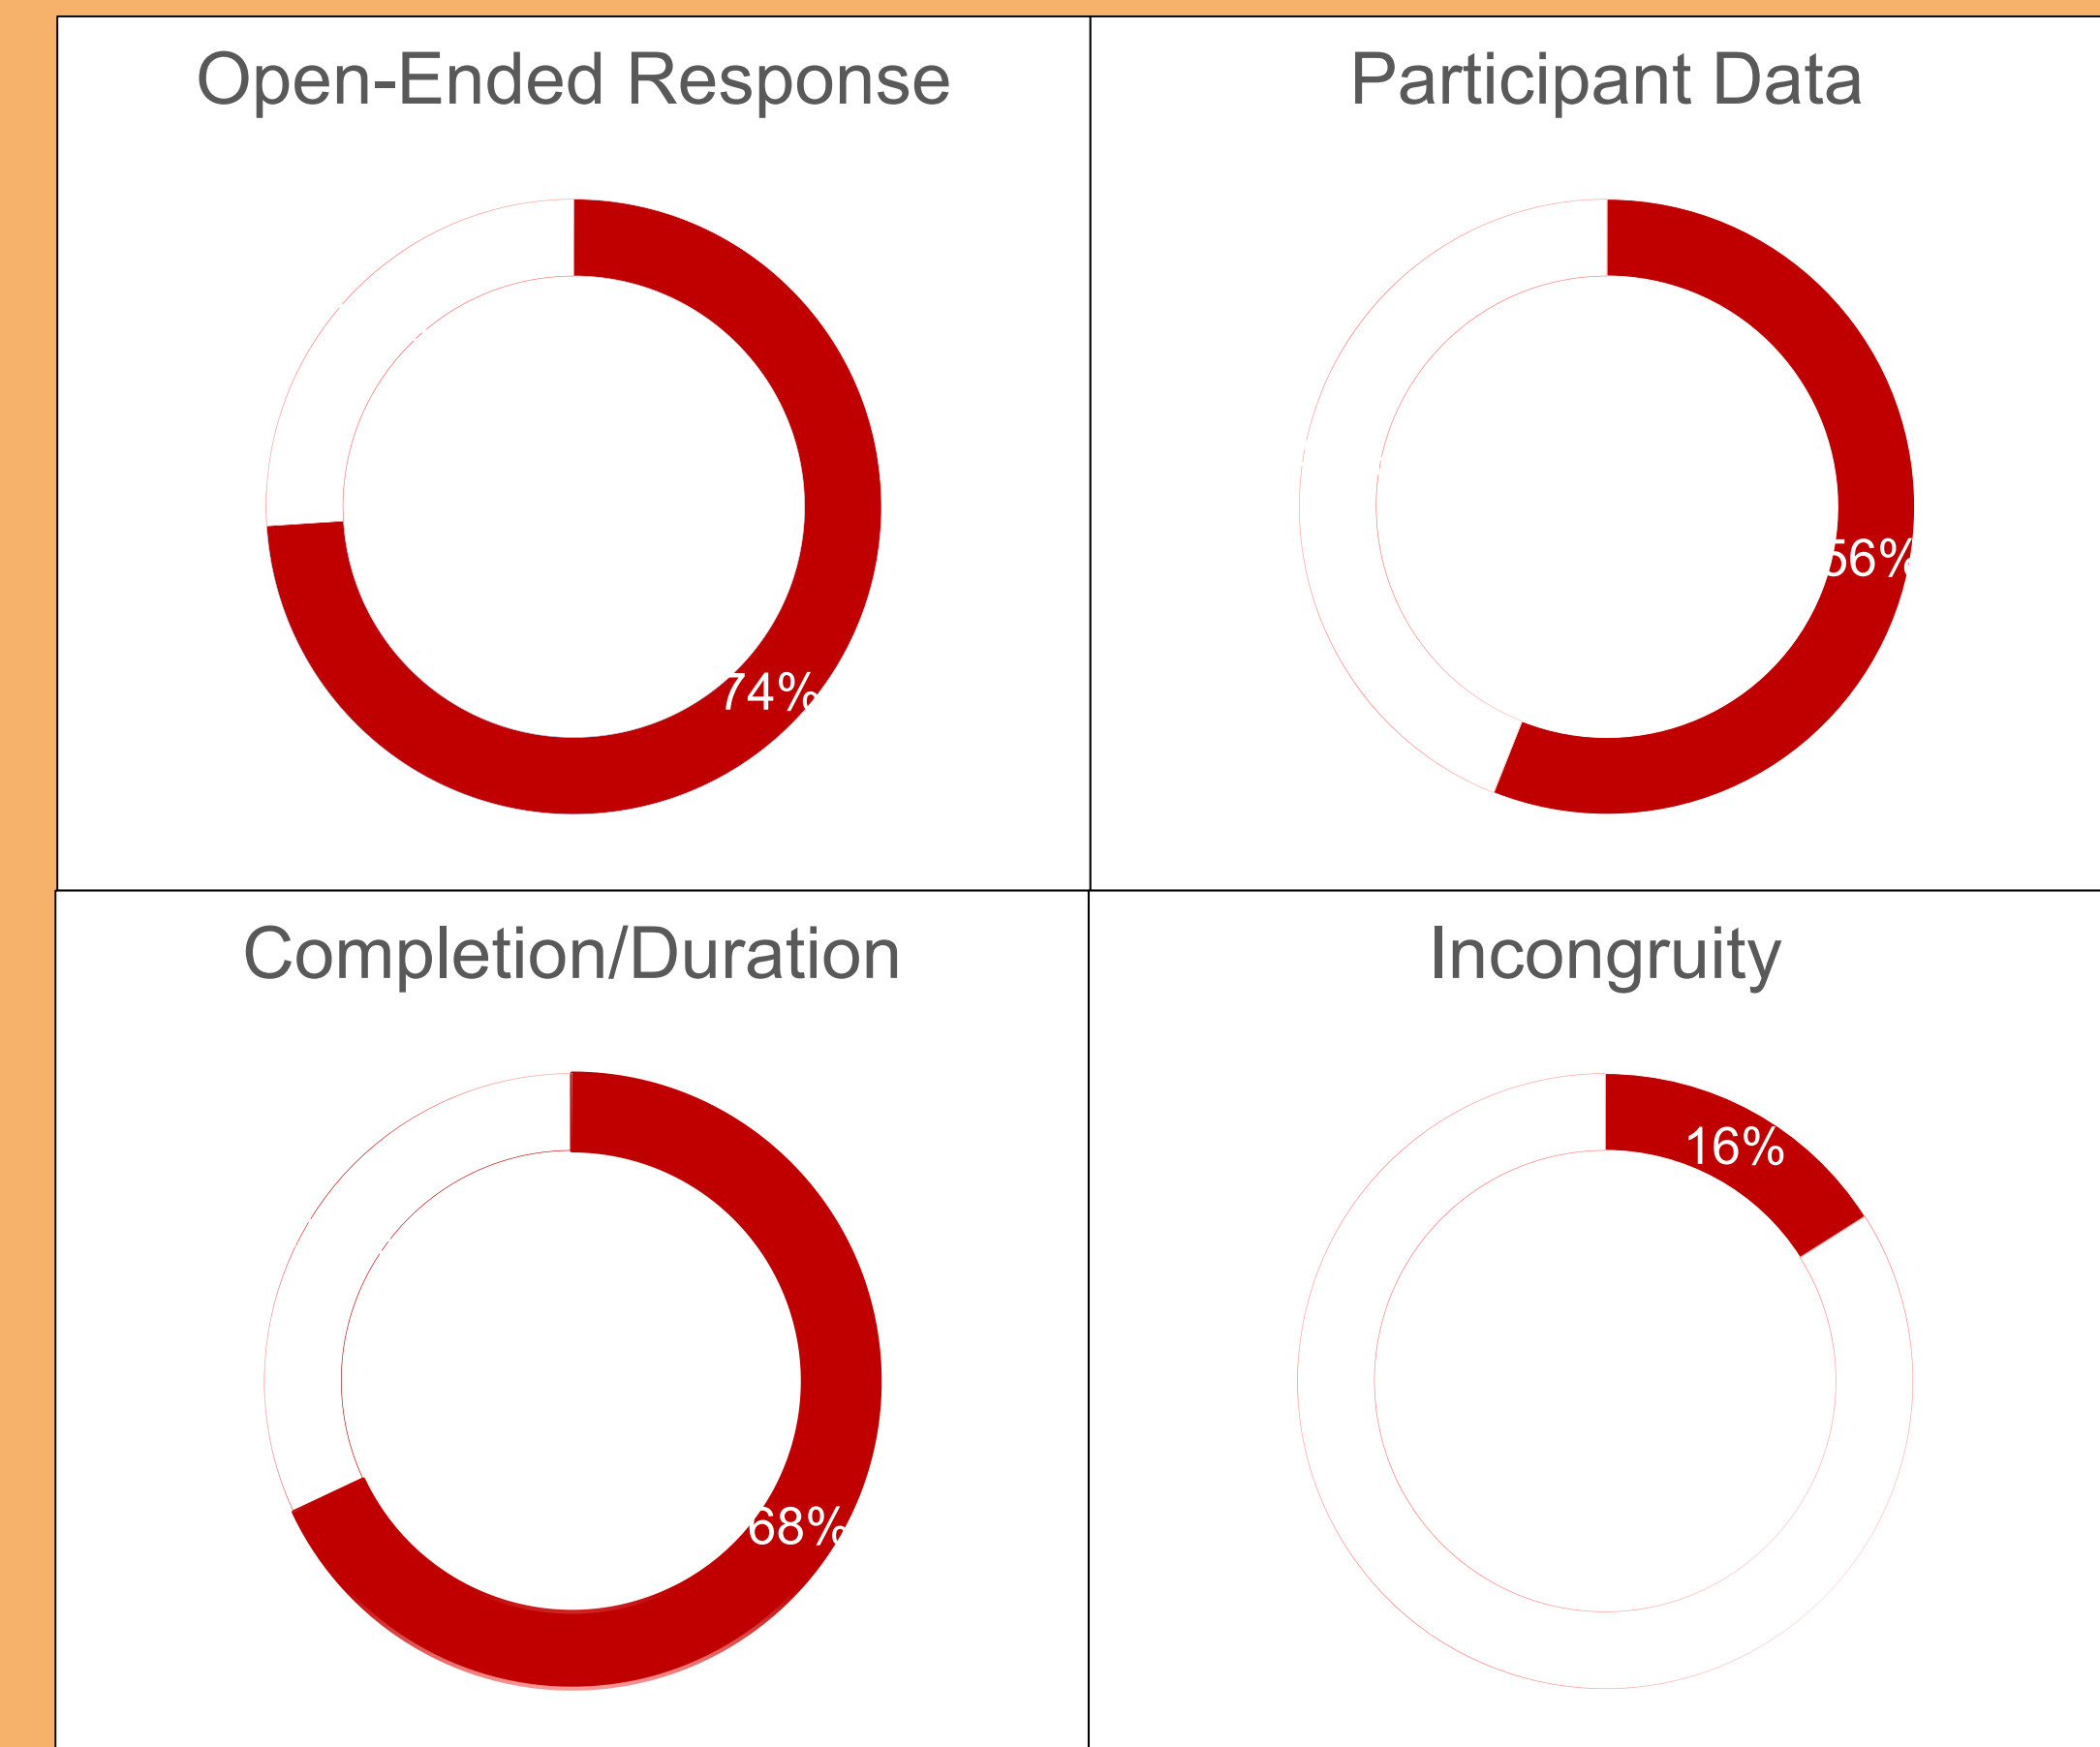 Open-Ended Response
74%
Participant Data
56%
Completion/Duration
68%
Incongruity
16%